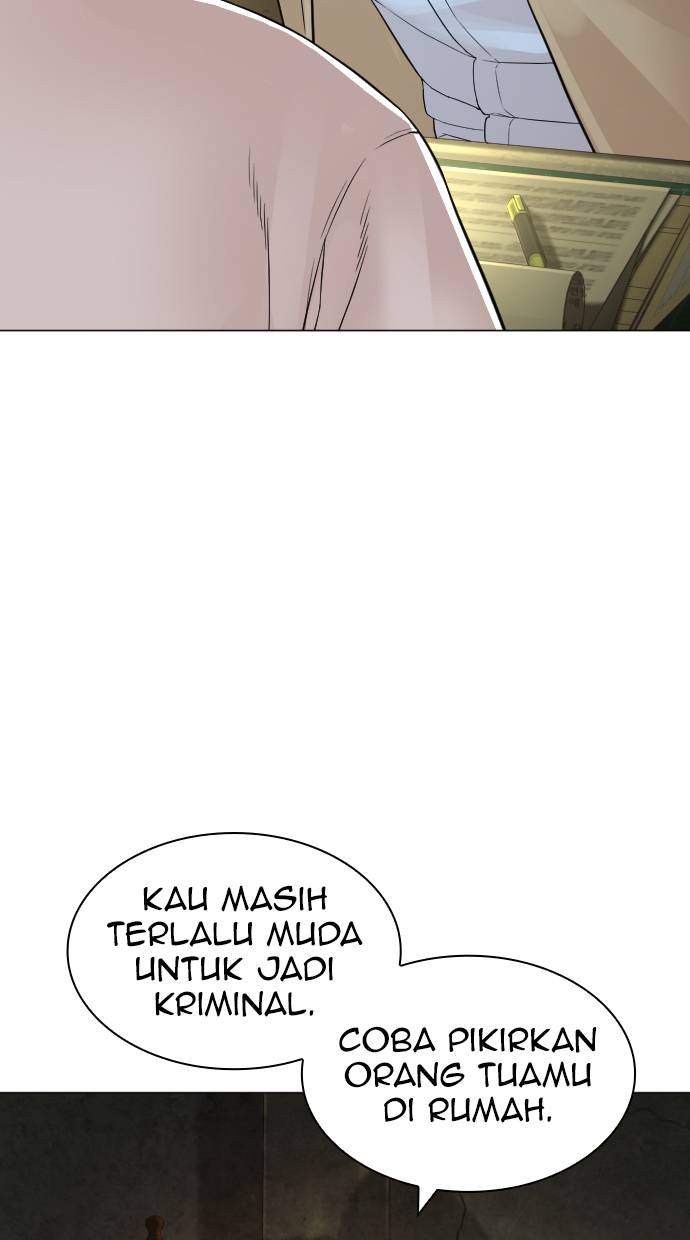 KAU MASIH
TERLALU MUDA
UNTUK JADI
KRIMINAL.
COBA PIKIRKAN
ORANG TUAMU
DI RUMAH.